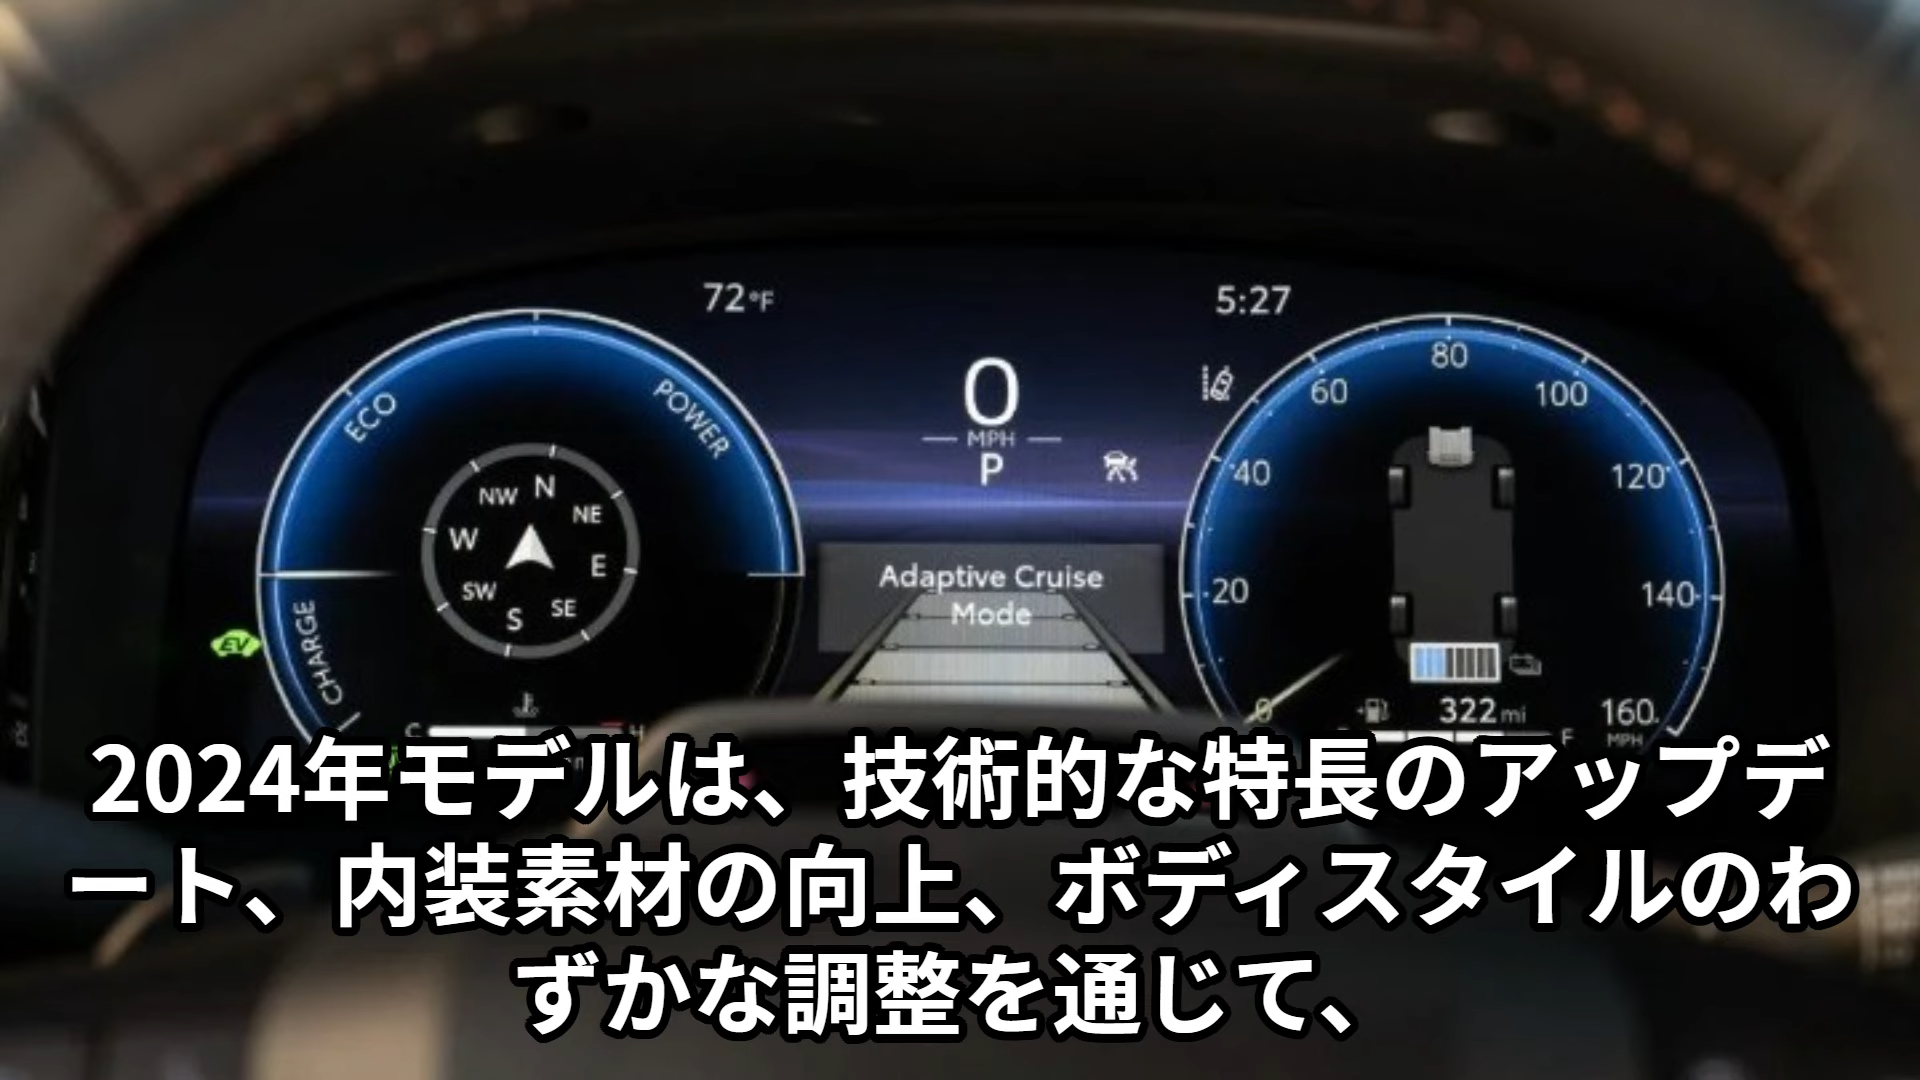 72°F
5:27
ECO
POWER
CHARGE
N
NE
E
SE
S
SW
W
NW
EV
0
MPH
P
Adaptive Cruise
Mode
0
20
40
60
80
100
120
140
160
MPH
322 mi
C
H
F
2024年モデルは、技術的な特長のアップデ
ート、内装素材の向上、ボディスタイルのわ
ずかな調整を通じて、